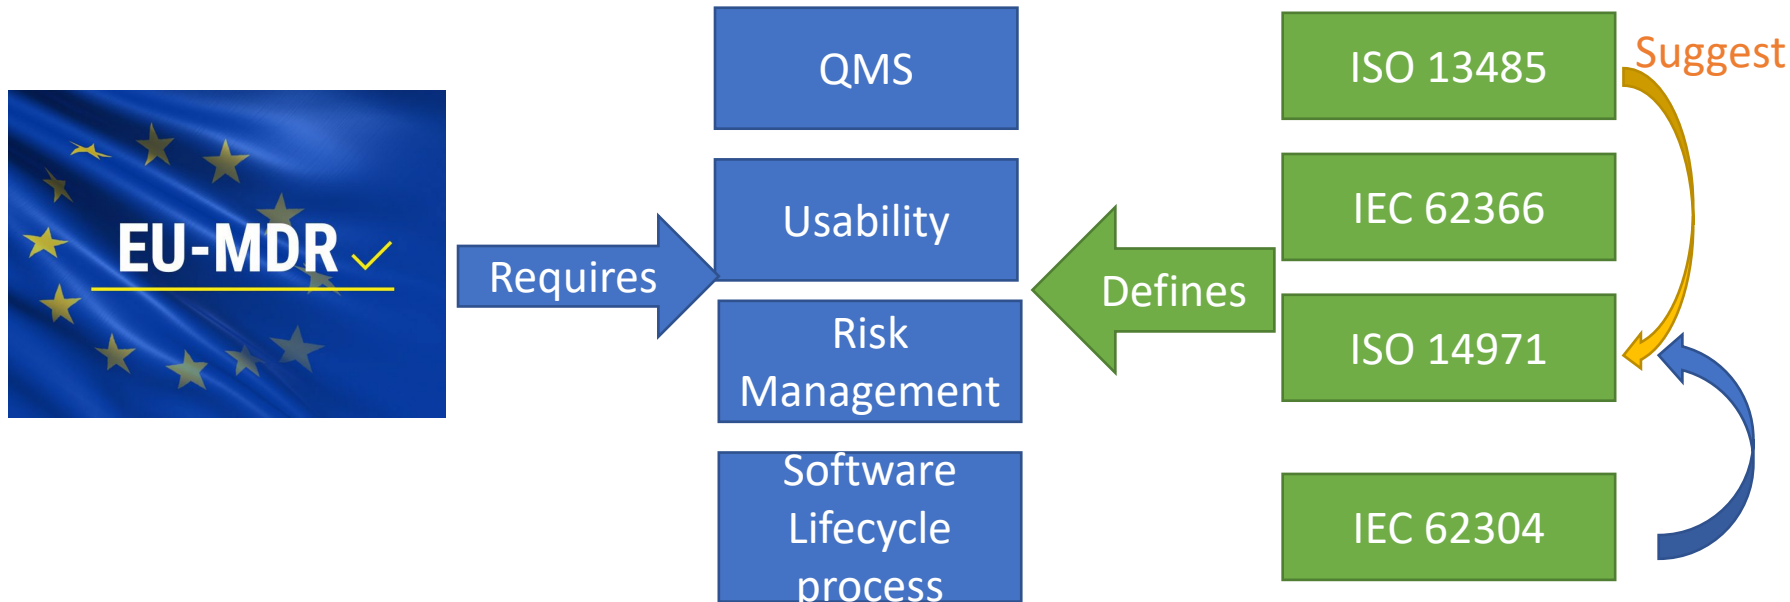 EU-MDR
Requires
QMS
Usability
Risk
Management
Software
Lifecycle
process
Defines
ISO 13485
IEC 62366
ISO 14971
IEC 62304
Suggest